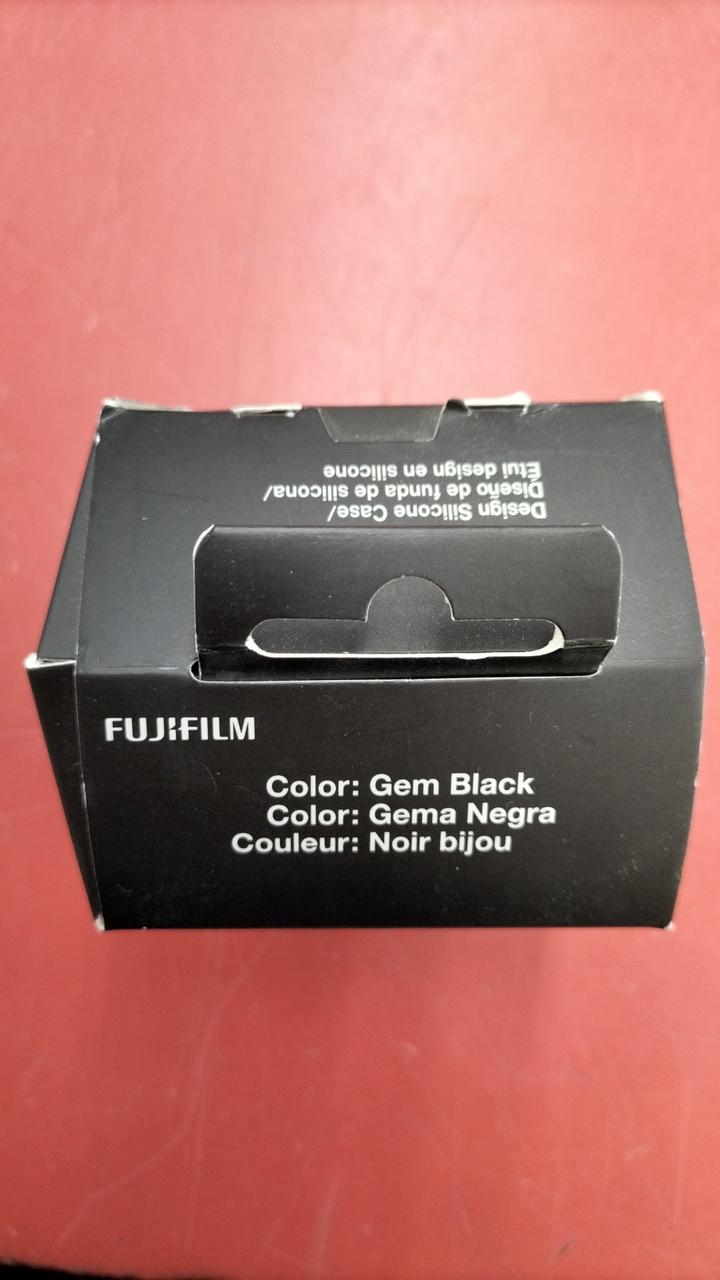 Design Silicone Case/
Diseño de funda de silicona/
Étui design en silicone
FUJIFILM
Color: Gem Black
Color: Gema Negra
Couleur: Noir bijou